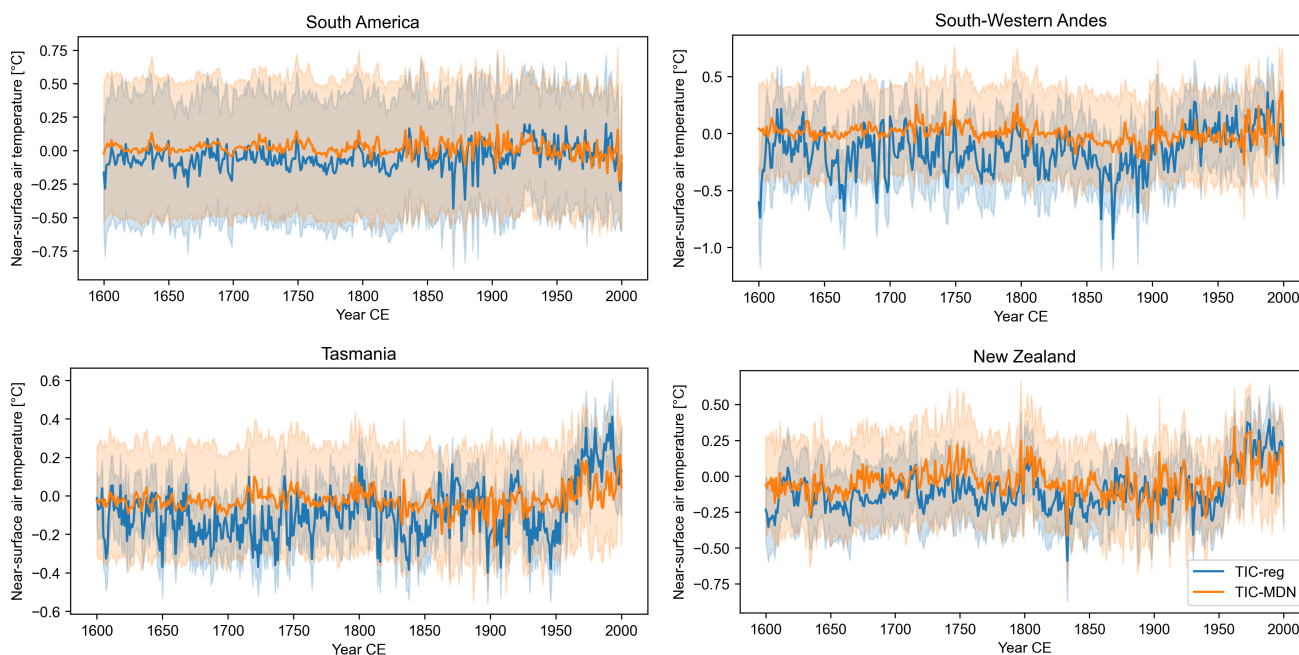 South America
Near-surface air temperature [°C]
0.75
0.50
0.25
0.00
−0.25
−0.50
−0.75
1600 1650 1700 1750 1800 1850 1900 1950 2000
Year CE
South-Western Andes
Near-surface air temperature [°C]
0.5
0.0
−0.5
−1.0
1600 1650 1700 1750 1800 1850 1900 1950 2000
Year CE
Tasmania
Near-surface air temperature [°C]
0.6
0.4
0.2
0.0
−0.2
−0.4
−0.6
1600 1650 1700 1750 1800 1850 1900 1950 2000
Year CE
New Zealand
Near-surface air temperature [°C]
0.50
0.25
0.00
−0.25
−0.50
−0.75
1600 1650 1700 1750 1800 1850 1900 1950 2000
Year CE
TIC-reg
TIC-MDN